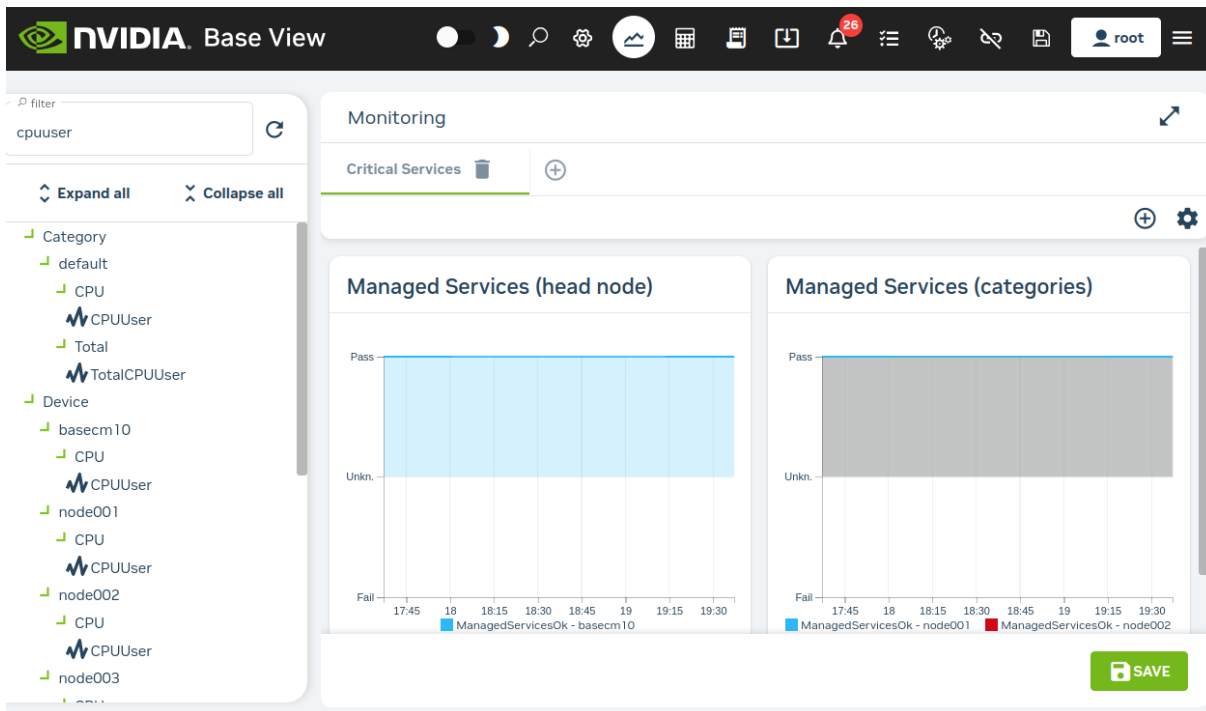 NVIDIA. Base View
26
root
filter
cpuuser
Expand all
Collapse all
Category
default
CPU
CPUUser
Total
TotalCPUUser
Device
basecm10
CPU
CPUUser
node001
CPU
CPUUser
node002
CPU
CPUUser
node003
CPU
Monitoring
Critical Services
Managed Services (head node)
Pass
Unkn.
Fail
17:45 18 18:15 18:30 18:45 19 19:15 19:30
ManagedServicesOk - basecm10
Managed Services (categories)
Pass
Unkn.
Fail
17:45 18 18:15 18:30 18:45 19 19:15 19:30
ManagedServicesOk - node001 ManagedServicesOk - node002
SAVE